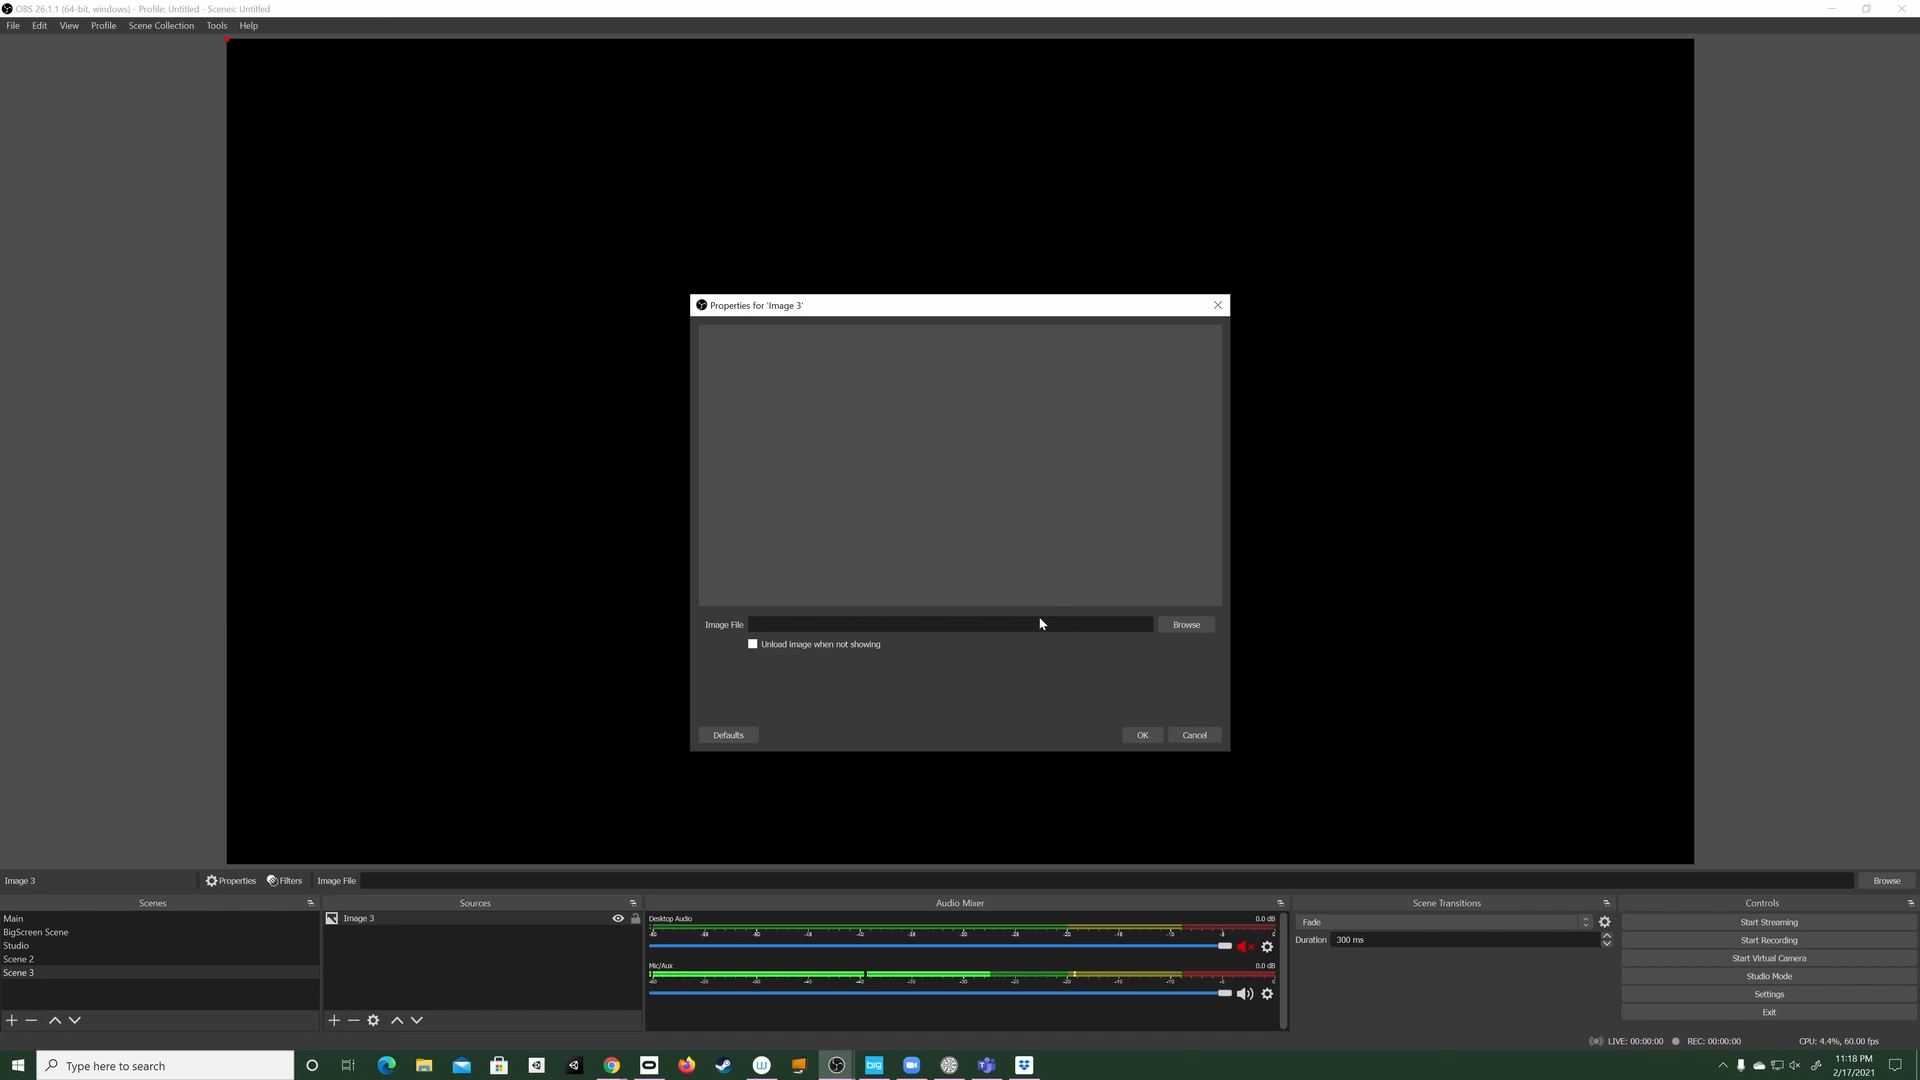 OBS 26.1.1 (64-bit, windows) - Profile: Untitled - Scenes: Untitled
File Edit View Profile Scene Collection Tools Help
Properties for 'Image 3'
Image File Browse
Unload image when not showing
Defaults OK Cancel
Image 3 Properties Filters Image File Browse
Scenes
Main
BigScreen Scene
Studio
Scene 2
Scene 3
Sources
Image 3
Audio Mixer
Desktop Audio 0.0 dB
Mic/Aux 0.0 dB
Scene Transitions
Fade
Duration 300 ms
Controls
Start Streaming
Start Recording
Start Virtual Camera
Studio Mode
Settings
Exit
LIVE: 00:00:00 REC: 00:00:00 CPU: 4.4%, 60.00 fps
Type here to search
big
11:18 PM
2/17/2021